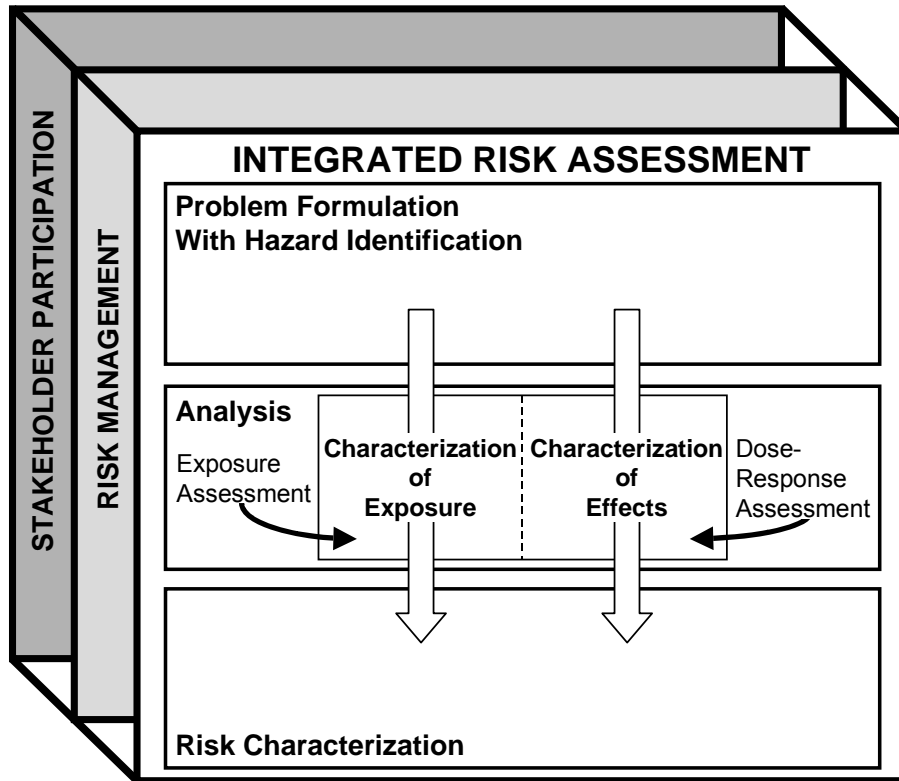 STAKEHOLDER PARTICIPATION
RISK MANAGEMENT
INTEGRATED RISK ASSESSMENT
Problem Formulation
With Hazard Identification
Analysis
Exposure
Assessment
Characterization
of
Exposure
Characterization
of
Effects
Dose-
Response
Assessment
Risk Characterization